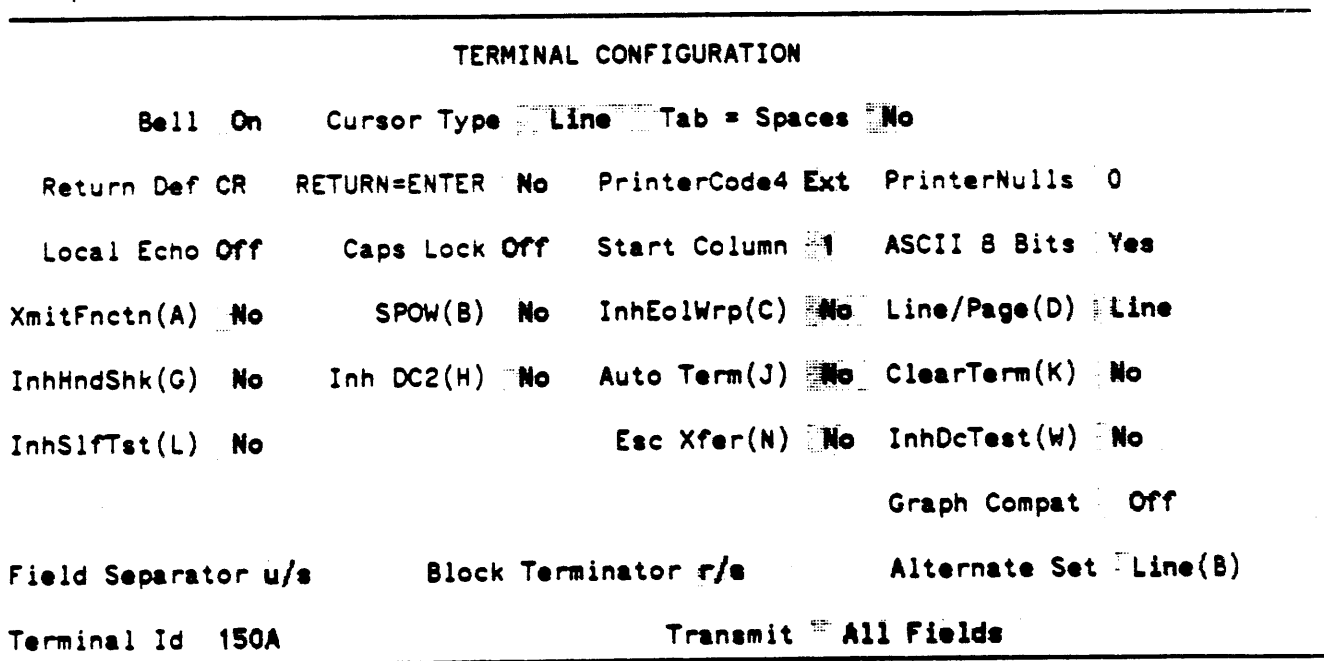 TERMINAL CONFIGURATION
Bell On Cursor Type Line Tab = Spaces No
Return Def CR RETURN=ENTER No PrinterCode4 Ext PrinterNulls 0
Local Echo Off Caps Lock Off Start Column 1 ASCII 8 Bits Yes
XmitFnctn(A) No SPOW(B) No InhEolWrp(C) No Line/Page(D) Line
InhHndShk(G) No Inh DC2(H) No Auto Term(J) No ClearTerm(K) No
InhSlfTst(L) No Esc Xfer(N) No InhDcTest(W) No
Graph Compat Off
Field Separator u/s Block Terminator r/s Alternate Set Line(B)
Terminal Id 150A Transmit All Fields